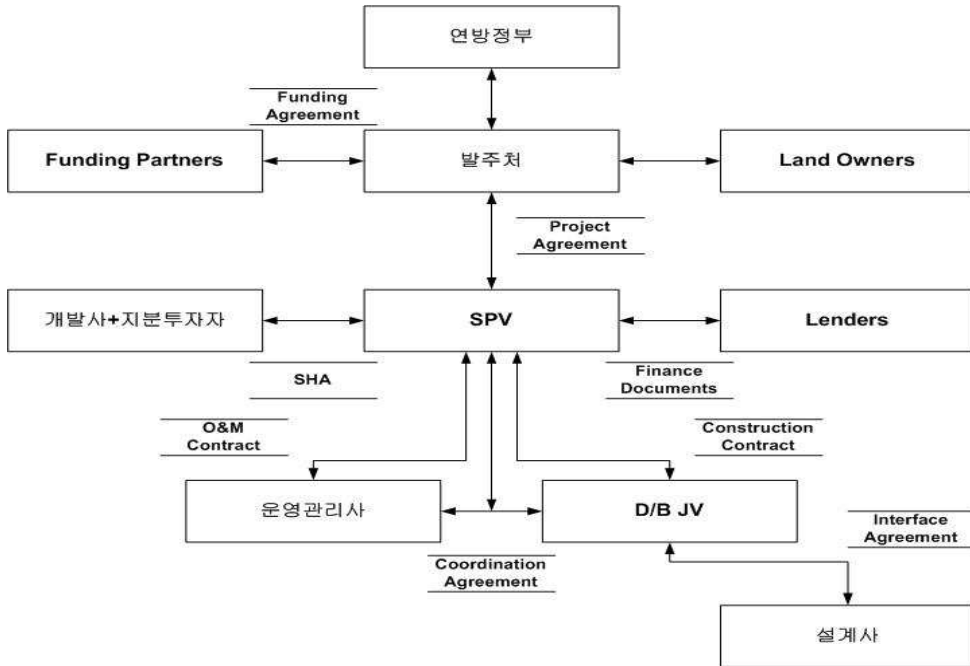 연방정부
Funding
Agreement
Funding Partners
발주처
Land Owners
Project
Agreement
개발사+지분투자자
SPV
Lenders
SHA
Finance
Documents
O&M
Contract
Construction
Contract
운영관리사
D/B JV
Interface
Agreement
Coordination
Agreement
설계사